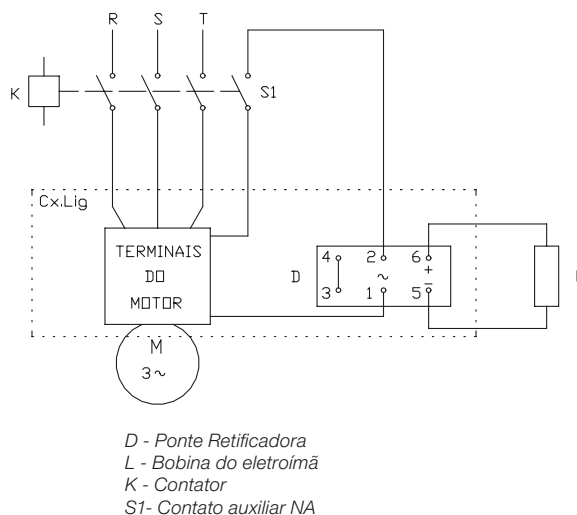 R S T
K
S1
Cx.Lig
TERMINAIS
DO
MOTOR
D
4 2 6
~ +
3 1 5 −
M
3~
D - Ponte Retificadora
L - Bobina do eletroímã
K - Contator
S1- Contato auxiliar NA